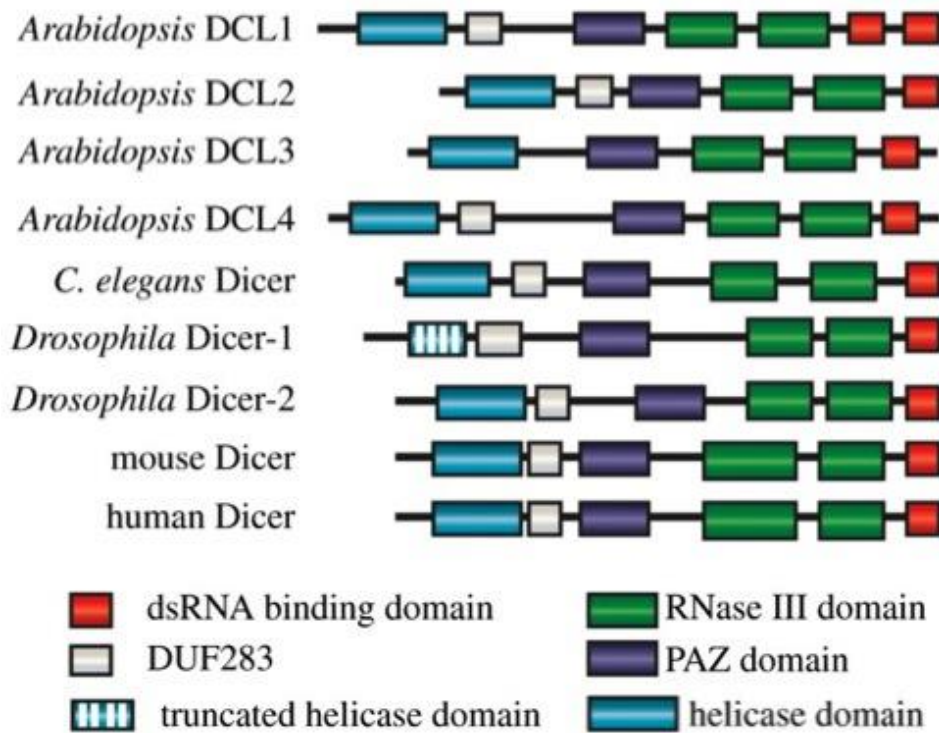 Arabidopsis DCL1
Arabidopsis DCL2
Arabidopsis DCL3
Arabidopsis DCL4
C. elegans Dicer
Drosophila Dicer-1
Drosophila Dicer-2
mouse Dicer
human Dicer
dsRNA binding domain
RNase III domain
DUF283
PAZ domain
truncated helicase domain
helicase domain